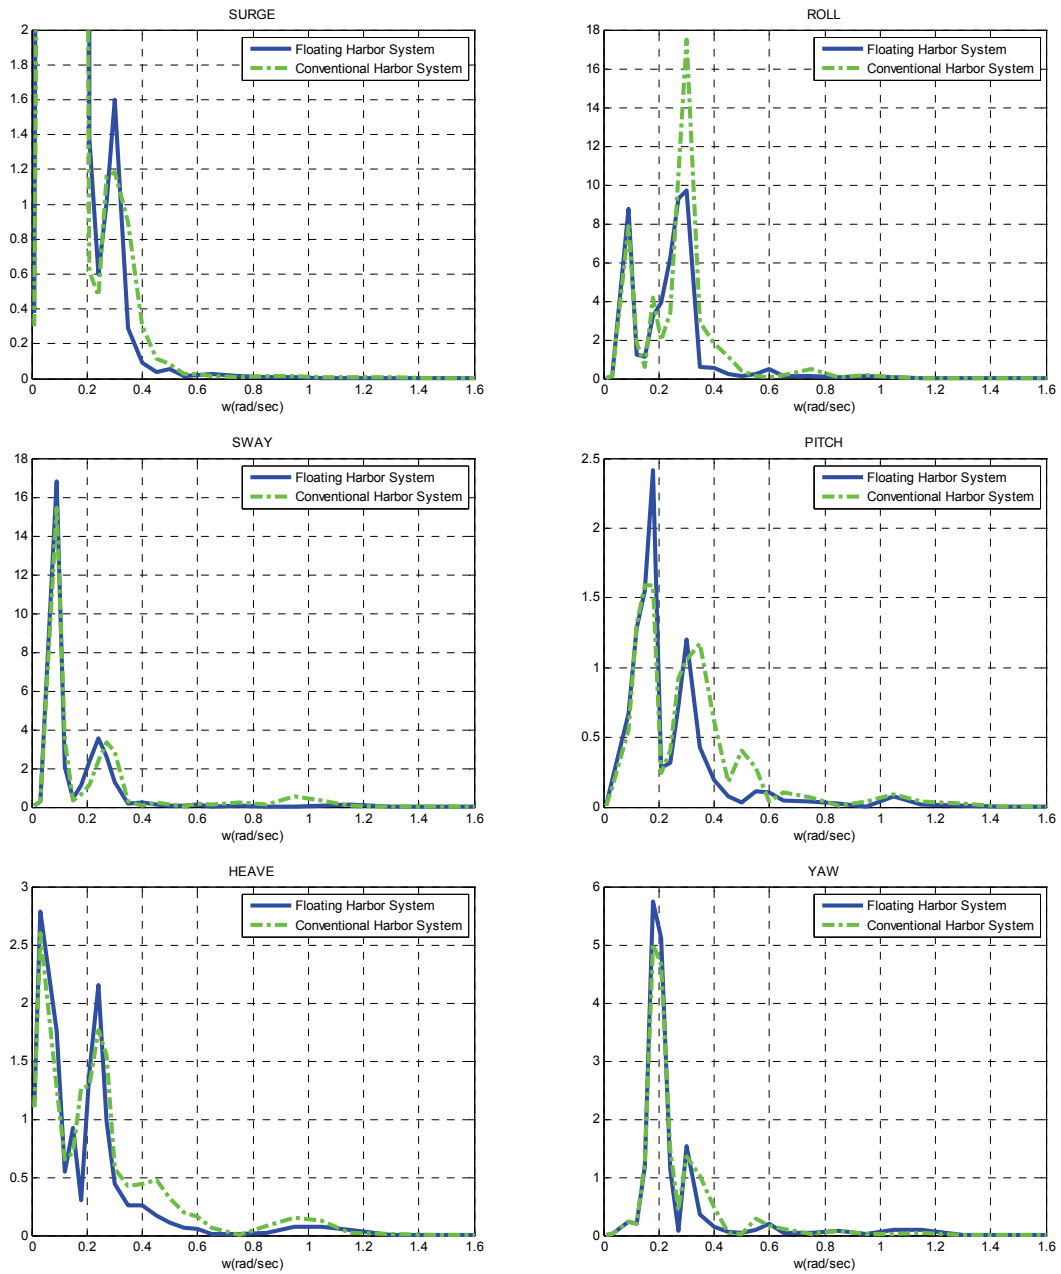 SURGE
2
1.8
1.6
1.4
1.2
1
0.8
0.6
0.4
0.2
0
Floating Harbor System
Conventional Harbor System
0 0.2 0.4 0.6 0.8 1 1.2 1.4 1.6
w(rad/sec)
ROLL
18
16
14
12
10
8
6
4
2
0
Floating Harbor System
Conventional Harbor System
0 0.2 0.4 0.6 0.8 1 1.2 1.4 1.6
w(rad/sec)
SWAY
18
16
14
12
10
8
6
4
2
0
Floating Harbor System
Conventional Harbor System
0 0.2 0.4 0.6 0.8 1 1.2 1.4 1.6
w(rad/sec)
PITCH
2.5
2
1.5
1
0.5
0
Floating Harbor System
Conventional Harbor System
0 0.2 0.4 0.6 0.8 1 1.2 1.4 1.6
w(rad/sec)
HEAVE
3
2.5
2
1.5
1
0.5
0
Floating Harbor System
Conventional Harbor System
0 0.2 0.4 0.6 0.8 1 1.2 1.4 1.6
w(rad/sec)
YAW
6
5
4
3
2
1
0
Floating Harbor System
Conventional Harbor System
0 0.2 0.4 0.6 0.8 1 1.2 1.4 1.6
w(rad/sec)